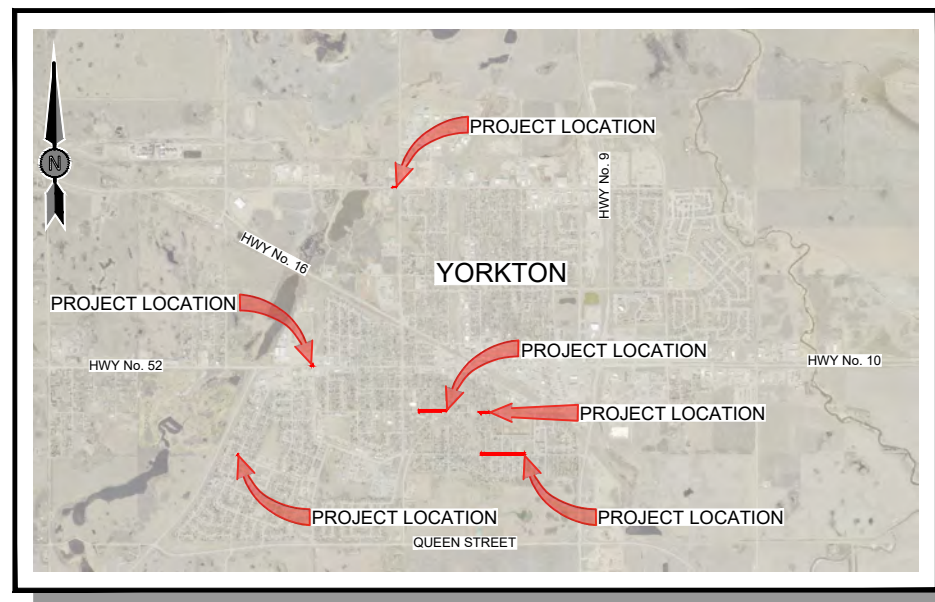 PROJECT LOCATION
HWY No. 9
N
HWY No. 16
YORKTON
PROJECT LOCATION
PROJECT LOCATION
HWY No. 52
HWY No. 10
PROJECT LOCATION
PROJECT LOCATION
PROJECT LOCATION
QUEEN STREET